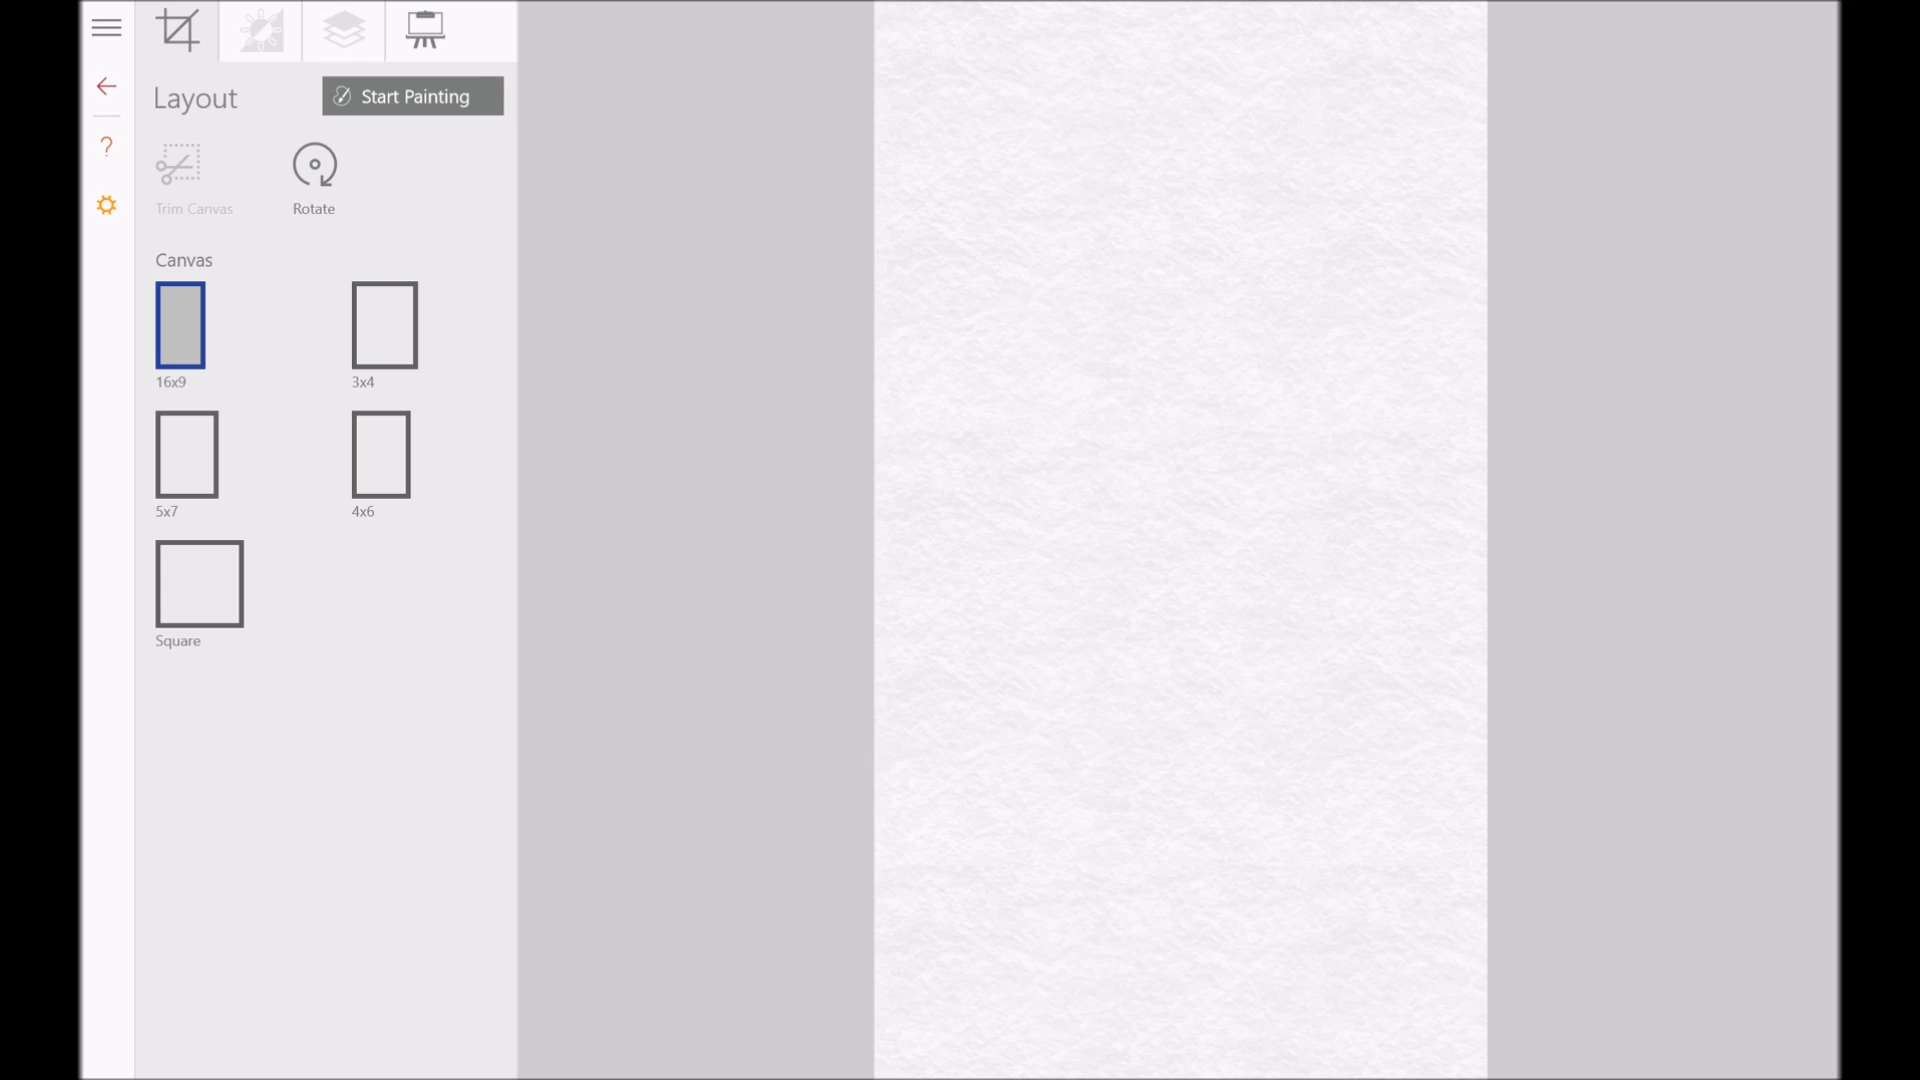 Layout
Start Painting
Trim Canvas
Rotate
Canvas
16x9
3x4
5x7
4x6
Square
?